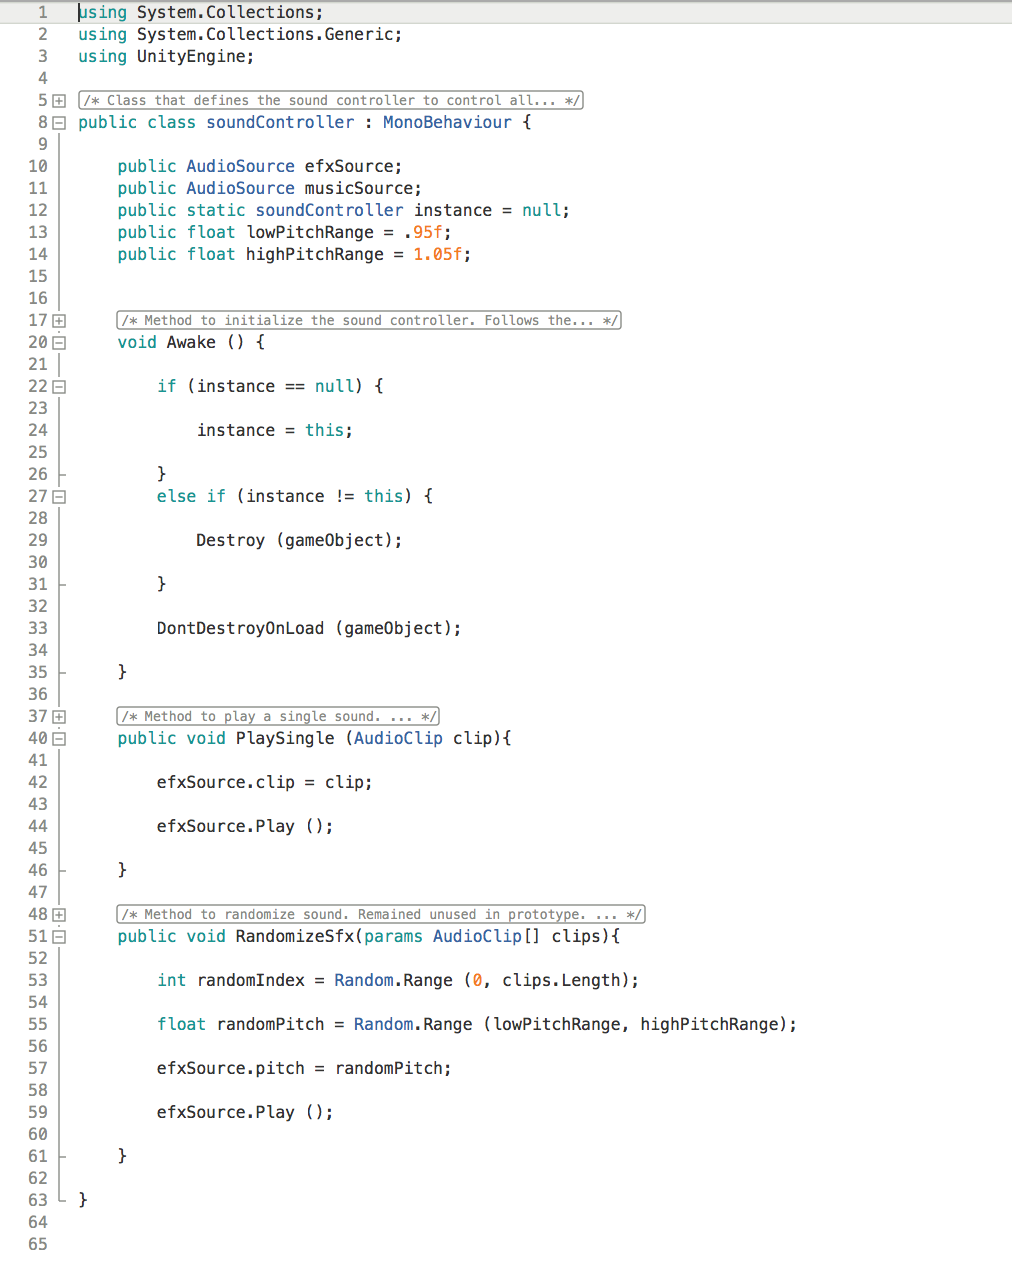 1 using System.Collections;
2 using System.Collections.Generic;
3 using UnityEngine;
4
5 /* Class that defines the sound controller to control all... */
8 public class soundController : MonoBehaviour {
9
10 public AudioSource efxSource;
11 public AudioSource musicSource;
12 public static soundController instance = null;
13 public float lowPitchRange = .95f;
14 public float highPitchRange = 1.05f;
15
16
17 /* Method to initialize the sound controller. Follows the... */
20 void Awake () {
21
22 if (instance == null) {
23
24 instance = this;
25
26 }
27 else if (instance != this) {
28
29 Destroy (gameObject);
30
31 }
32
33 DontDestroyOnLoad (gameObject);
34
35 }
36
37 /* Method to play a single sound. ... */
40 public void PlaySingle (AudioClip clip){
41
42 efxSource.clip = clip;
43
44 efxSource.Play ();
45
46 }
47
48 /* Method to randomize sound. Remained unused in prototype. ... */
51 public void RandomizeSfx(params AudioClip[] clips){
52
53 int randomIndex = Random.Range (0, clips.Length);
54
55 float randomPitch = Random.Range (lowPitchRange, highPitchRange);
56
57 efxSource.pitch = randomPitch;
58
59 efxSource.Play ();
60
61 }
62
63 }
64
65